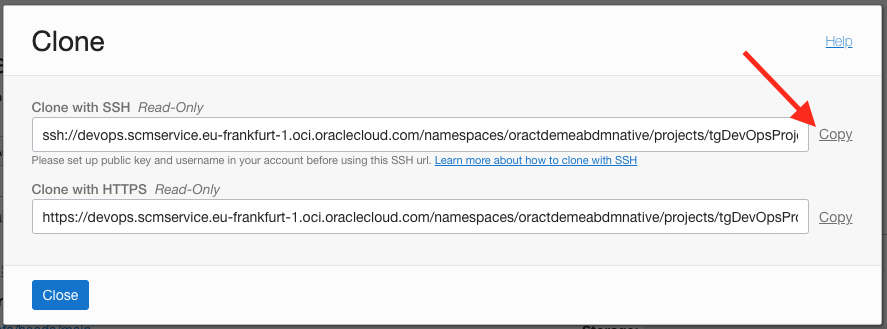 Clone
Help
Clone with SSH Read-Only
ssh://devops.scmservice.eu-frankfurt-1.oci.oraclecloud.com/namespaces/oractdemeabdmnative/projects/tgDevOpsProje
Copy
Please set up public key and username in your account before using this SSH url. Learn more about how to clone with SSH
Clone with HTTPS Read-Only
https://devops.scmservice.eu-frankfurt-1.oci.oraclecloud.com/namespaces/oractdemeabdmnative/projects/tgDevOpsPro
Copy
Close